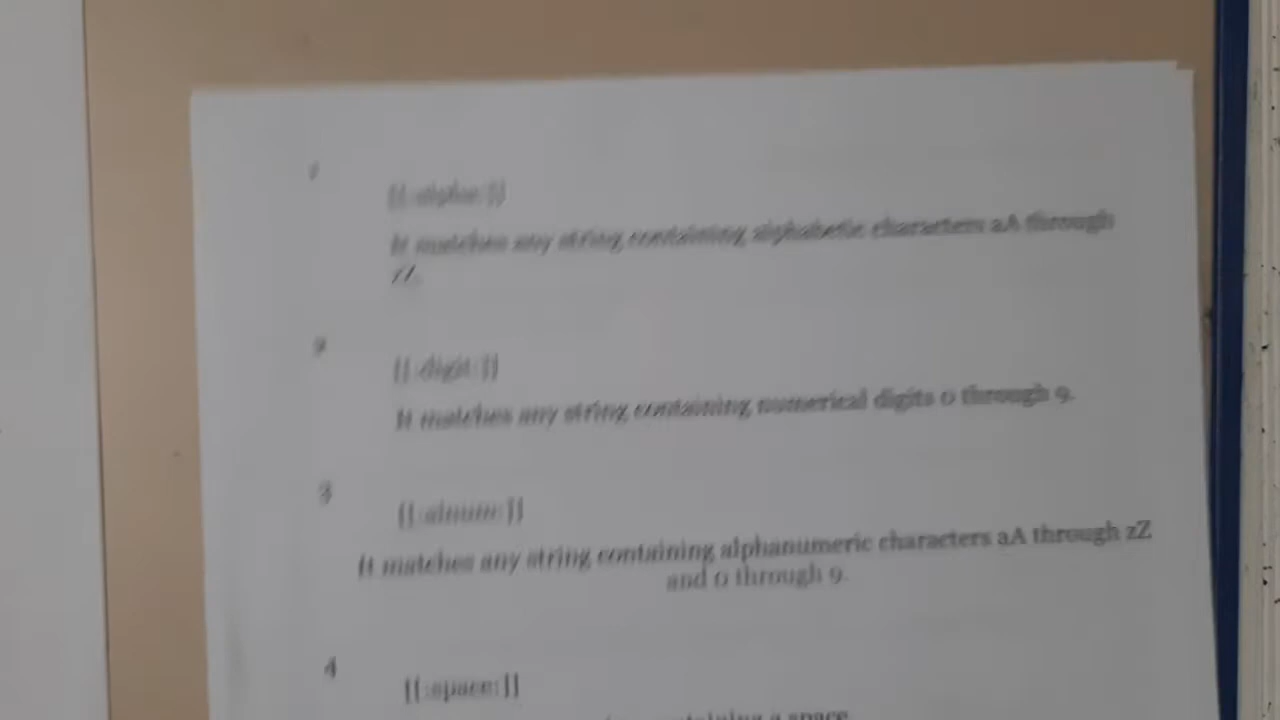 1
[[:alpha:]]
It matches any string containing alphabetic characters aA through
zZ.
2
[[:digit:]]
It matches any string containing numerical digits 0 through 9.
3
[[:alnum:]]
It matches any string containing alphanumeric characters aA through zZ
and 0 through 9.
4
[[:space:]]
containing a space.